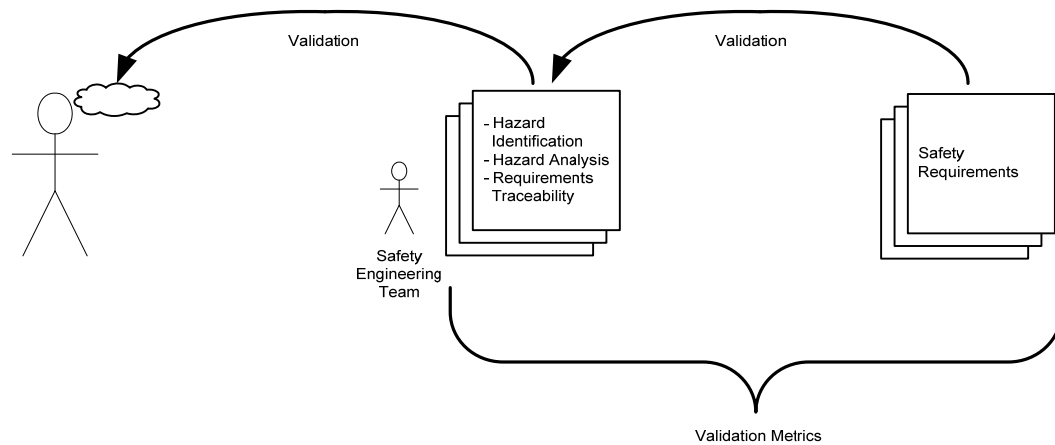 Validation
Validation
- Hazard
Identification
- Hazard Analysis
- Requirements
Traceability
Safety
Requirements
Safety
Engineering
Team
Validation Metrics